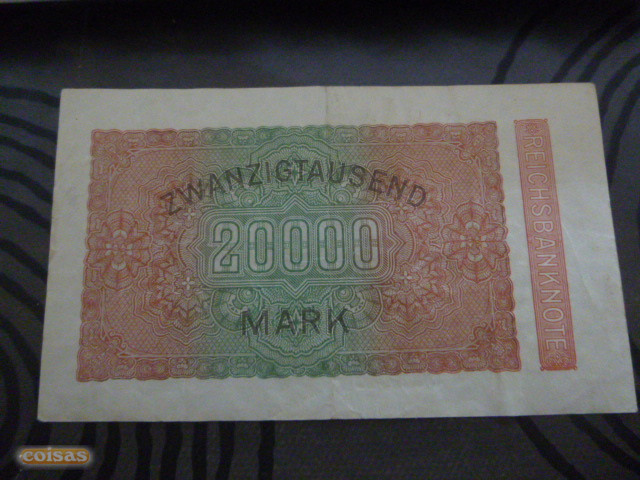 ZWANZIGTAUSEND
20000
MARK
REICHSBANKNOTE
coisas